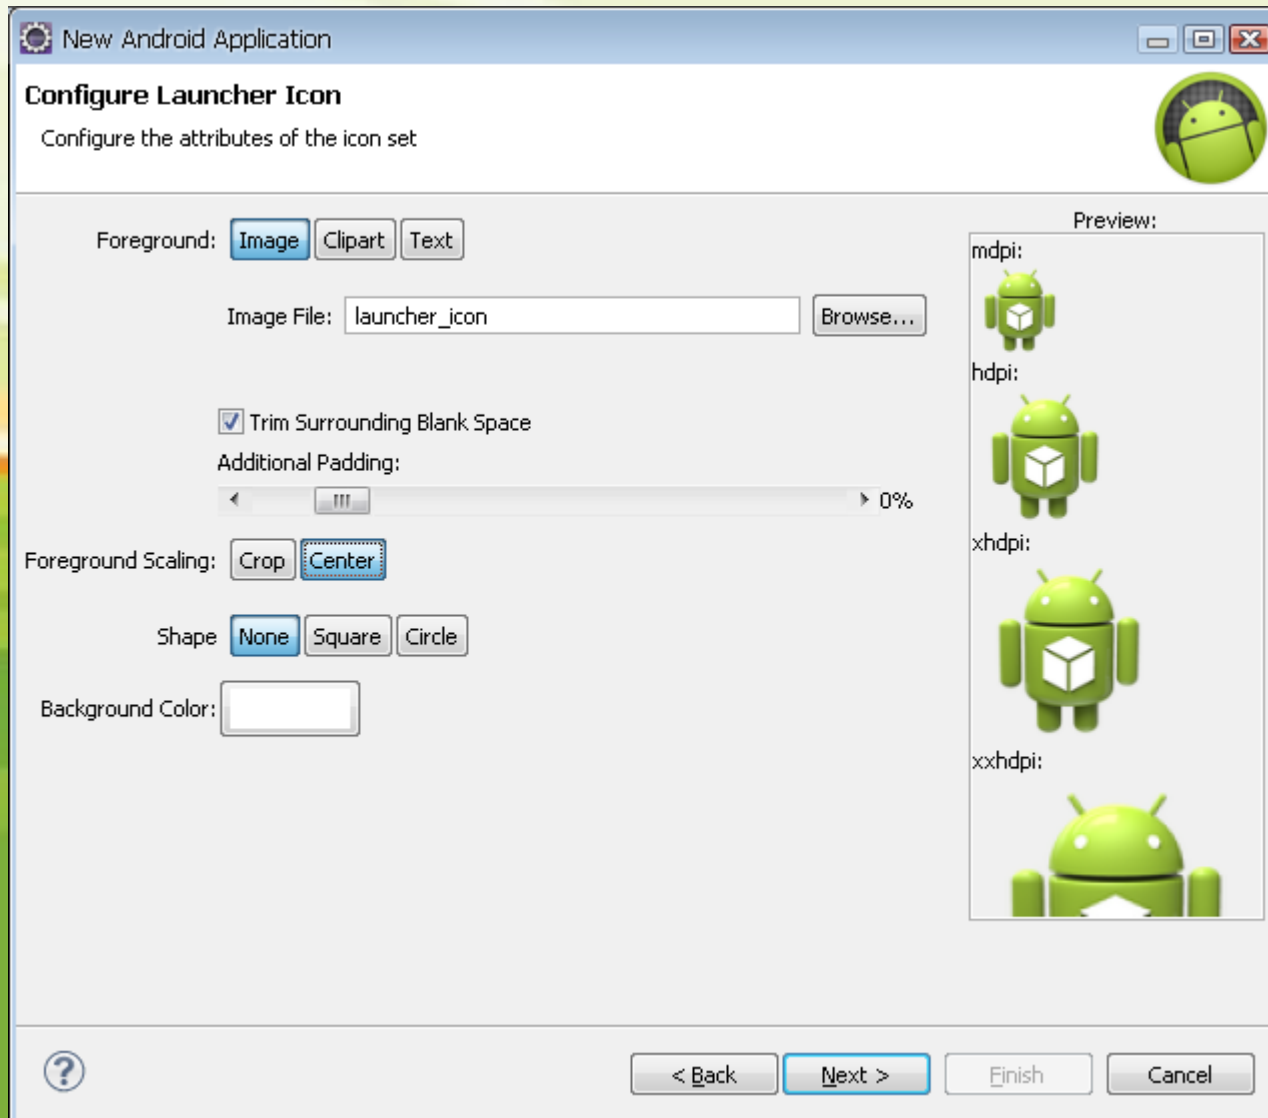 New Android Application
Configure Launcher Icon
Configure the attributes of the icon set
Foreground: Image Clipart Text
Image File: launcher_icon Browse...
Trim Surrounding Blank Space
Additional Padding:
0%
Foreground Scaling: Crop Center
Shape None Square Circle
Background Color:
Preview:
mdpi:
hdpi:
xhdpi:
xxhdpi:
?
< Back Next > Finish Cancel